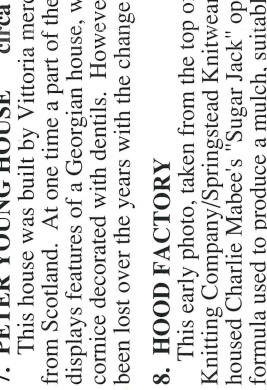 7. PETER YOUNG HOUSE circa
This house was built by Vittoria merc
from Scotland. At one time a part of the
displays features of a Georgian house, w
cornice decorated with dentils. Howeve
been lost over the years with the change
8. HOOD FACTORY
This early photo, taken from the top of
Knitting Company/Springstead Knitwear
housed Charlie Mabee's "Sugar Jack" op
formula used to produce a mulch, suitabl